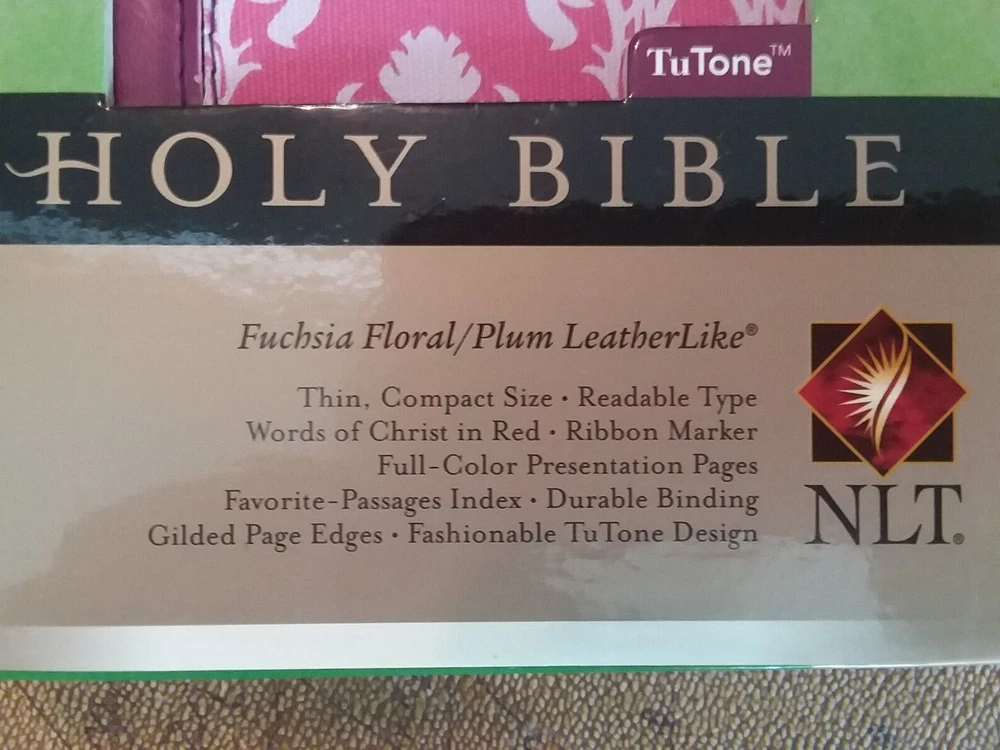 TuTone™
HOLY BIBLE
Fuchsia Floral/Plum LeatherLike®
Thin, Compact Size • Readable Type
Words of Christ in Red • Ribbon Marker
Full-Color Presentation Pages
Favorite-Passages Index • Durable Binding
Gilded Page Edges • Fashionable TuTone Design
NLT®